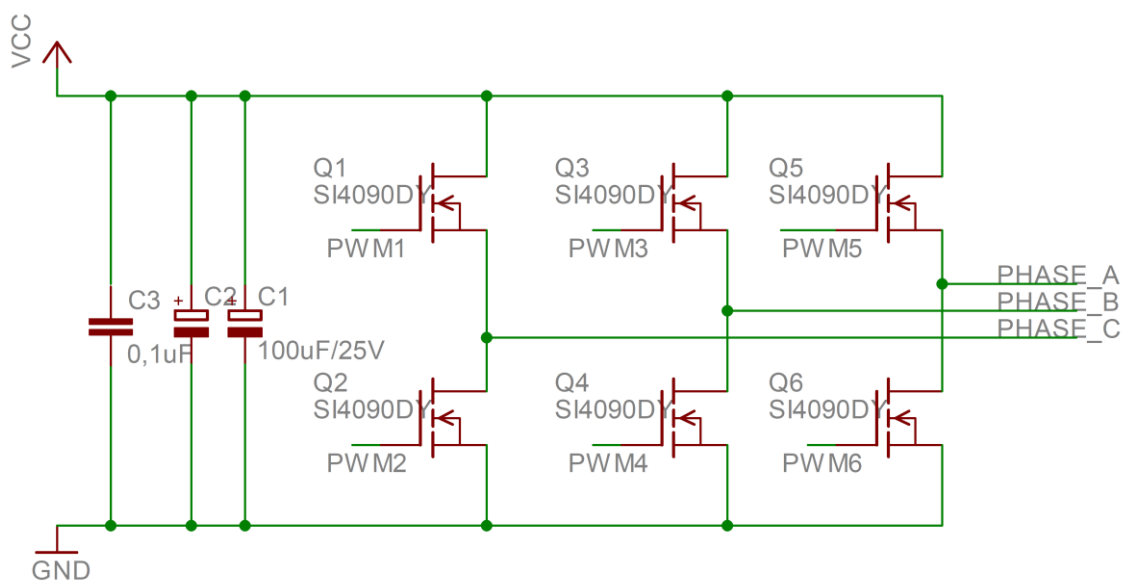 VCC
Q1
SI4090DY
Q3
SI4090DY
Q5
SI4090DY
PWM1
PWM3
PWM5
PHASE_A
PHASE_B
PHASE_C
C3
+ C2
+ C1
0,1uF
100uF/25V
Q2
SI4090DY
Q4
SI4090DY
Q6
SI4090DY
PWM2
PWM4
PWM6
GND